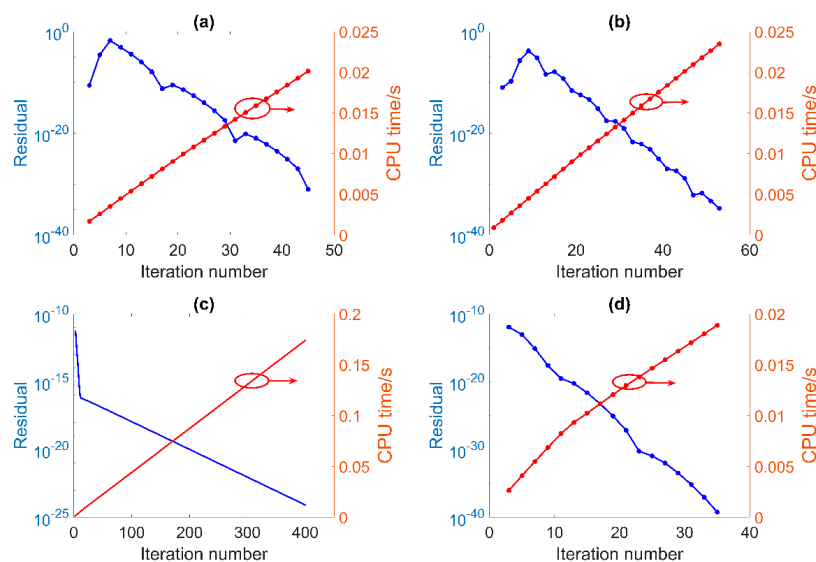 (a)
10^0
10^-20
10^-40
Residual
0 10 20 30 40 50
Iteration number
0.025
0.02
0.015
0.01
0.005
0
CPU time/s
(b)
10^0
10^-20
10^-40
Residual
0 20 40 60
Iteration number
0.025
0.02
0.015
0.01
0.005
0
CPU time/s
(c)
10^-10
10^-15
10^-20
10^-25
Residual
0 100 200 300 400
Iteration number
0.2
0.15
0.1
0.05
0
CPU time/s
(d)
10^-10
10^-20
10^-30
10^-40
Residual
0 10 20 30 40
Iteration number
0.02
0.015
0.01
0.005
0
CPU time/s